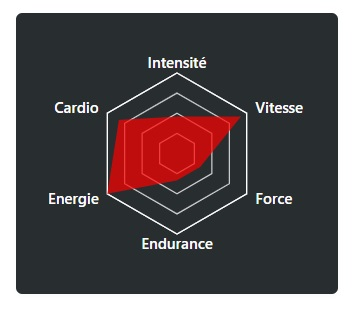 Intensité
Cardio
Vitesse
Energie
Force
Endurance